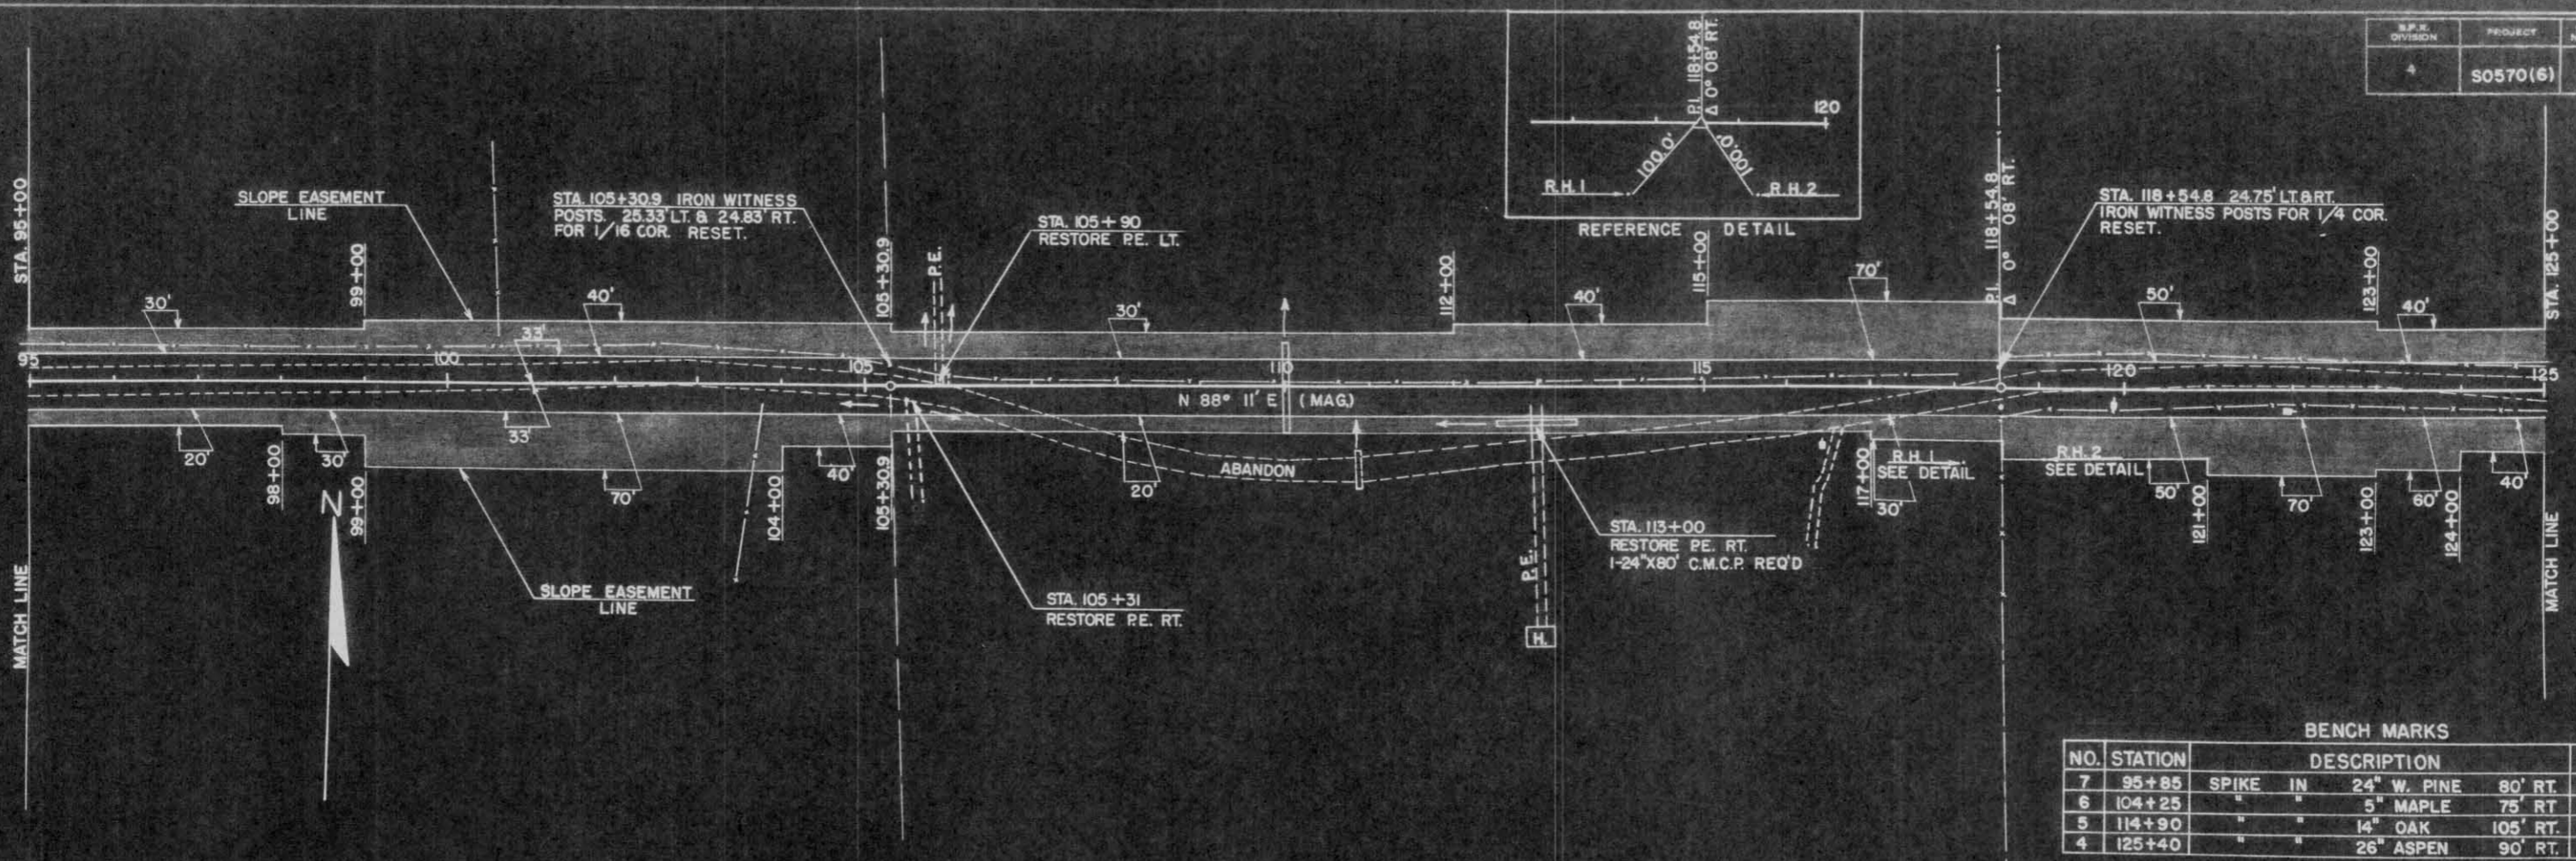 B.P.R. DIVISION
PROJECT
4
S0570(6)
P.I. 118+54.8
Δ 0° 08' RT.
120
100.0'
100.0'
R.H. 1
R.H. 2
REFERENCE DETAIL
STA. 95+00
MATCH LINE
SLOPE EASEMENT
LINE
STA. 105+30.9 IRON WITNESS
POSTS. 25.33' LT. & 24.83' RT.
FOR 1/16 COR. RESET.
STA. 105+90
RESTORE P.E. LT.
P.E.
STA. 118+54.8 24.75' LT. & RT.
IRON WITNESS POSTS FOR 1/4 COR.
RESET.
P.I. 118+54.8
Δ 0° 08' RT.
STA. 125+00
MATCH LINE
99+00
105+30.9
112+00
115+00
123+00
30'
33'
40'
30'
40'
70'
50'
40'
95
100
105
110
115
120
125
N 88° 11' E (MAG.)
20'
98+00
30'
99+00
33'
70'
104+00
40'
105+30.9
20'
ABANDON
117+00
30'
R.H. 1
SEE DETAIL
R.H. 2
SEE DETAIL
50'
121+00
70'
123+00
60'
124+00
40'
N
SLOPE EASEMENT
LINE
STA. 105+31
RESTORE P.E. RT.
STA. 113+00
RESTORE P.E. RT.
1-24"X80' C.M.C.P. REQ'D
P.E.
H.
BENCH MARKS
NO. STATION DESCRIPTION
7 95+85 SPIKE IN 24" W. PINE 80' RT.
6 104+25 " " 5" MAPLE 75' RT
5 114+90 " " 14" OAK 105' RT.
4 125+40 " " 26" ASPEN 90' RT.